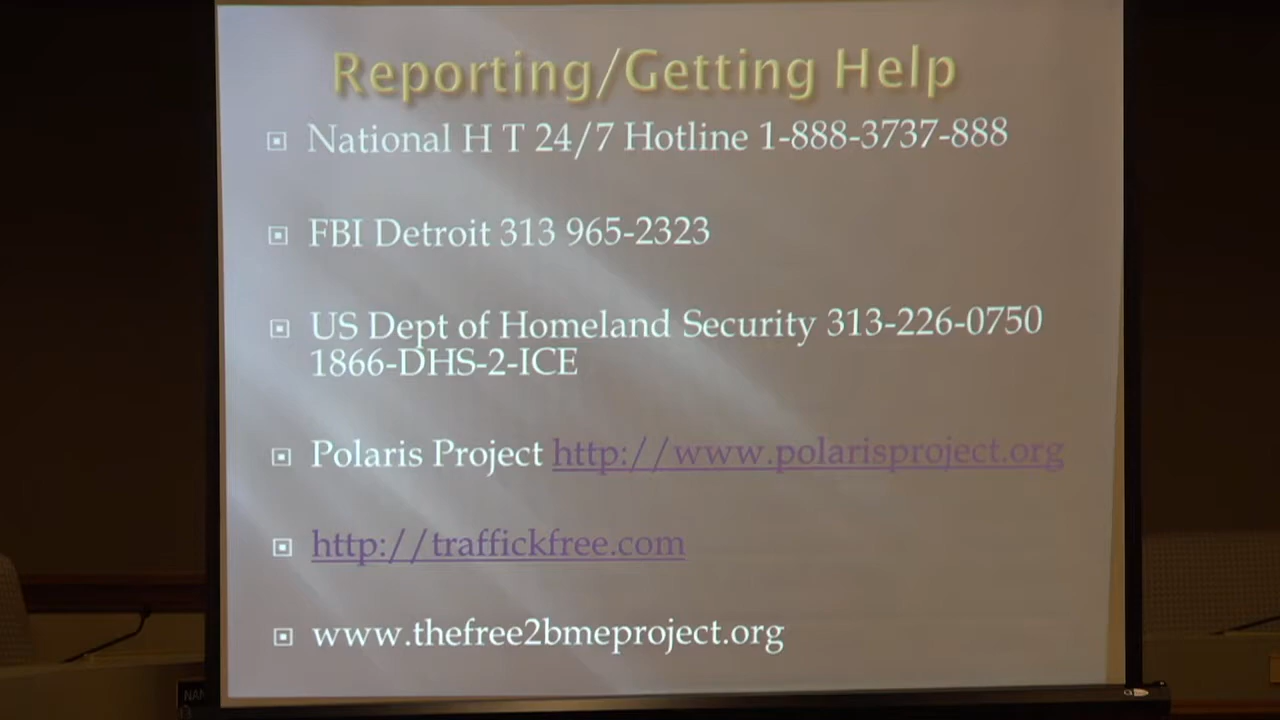 Reporting/Getting Help
National H T 24/7 Hotline 1-888-3737-888
FBI Detroit 313 965-2323
US Dept of Homeland Security 313-226-0750
1866-DHS-2-ICE
Polaris Project http://www.polarisproject.org
http://traffickfree.com
www.thefree2bmeproject.org